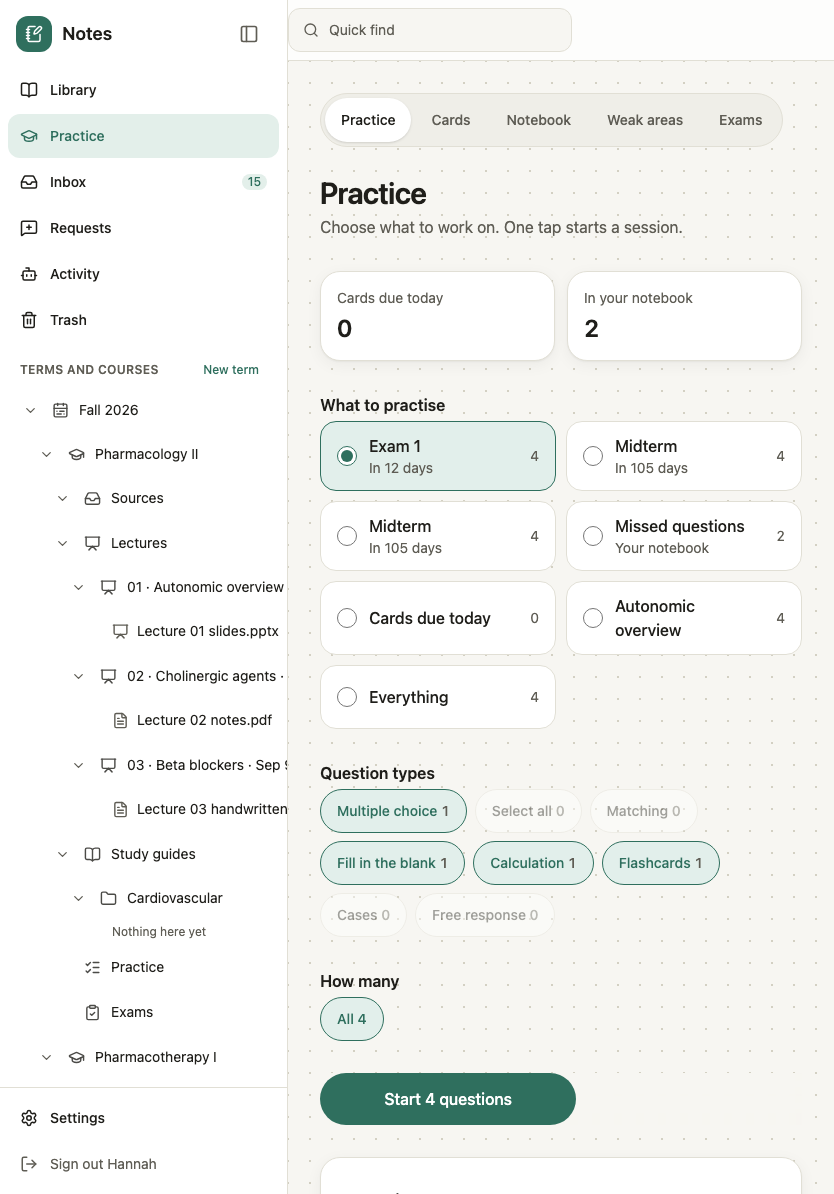 Notes
Library
Practice
Inbox 15
Requests
Activity
Trash
TERMS AND COURSES New term
Fall 2026
Pharmacology II
Sources
Lectures
01 · Autonomic overview
Lecture 01 slides.pptx
02 · Cholinergic agents ·
Lecture 02 notes.pdf
03 · Beta blockers · Sep
Lecture 03 handwritten
Study guides
Cardiovascular
Nothing here yet
Practice
Exams
Pharmacotherapy I
Settings
Sign out Hannah
Quick find
Practice Cards Notebook Weak areas Exams
Practice
Choose what to work on. One tap starts a session.
Cards due today
0
In your notebook
2
What to practise
Exam 1
In 12 days
4
Midterm
In 105 days
4
Midterm
In 105 days
4
Missed questions
Your notebook
2
Cards due today 0
Autonomic
overview
4
Everything 4
Question types
Multiple choice 1 Select all 0 Matching 0
Fill in the blank 1 Calculation 1 Flashcards 1
Cases 0 Free response 0
How many
All 4
Start 4 questions